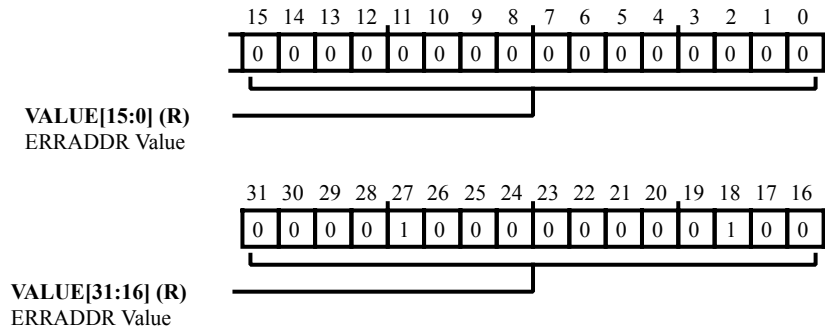 15 14 13 12 11 10 9 8 7 6 5 4 3 2 1 0
0 0 0 0 0 0 0 0 0 0 0 0 0 0 0 0
VALUE[15:0] (R)
ERRADDR Value
31 30 29 28 27 26 25 24 23 22 21 20 19 18 17 16
0 0 0 0 1 0 0 0 0 0 0 0 0 1 0 0
VALUE[31:16] (R)
ERRADDR Value